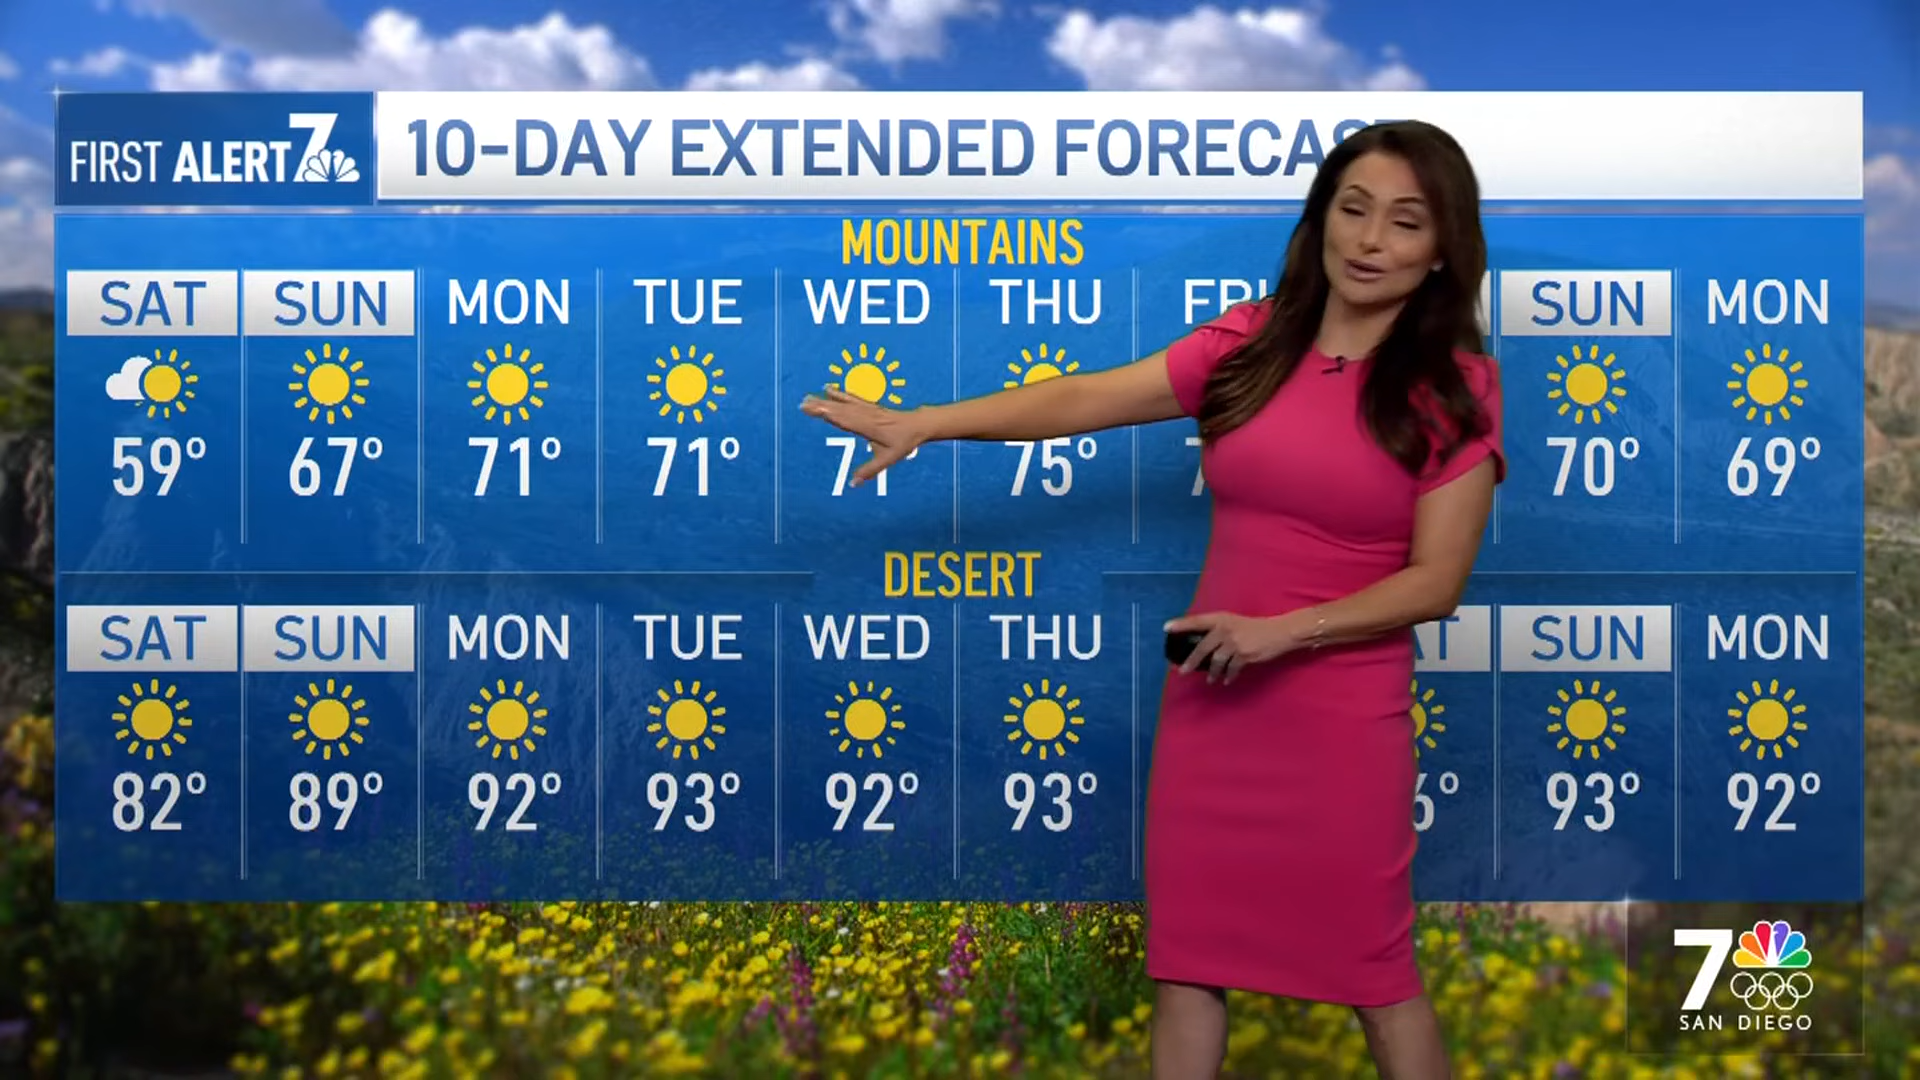 FIRST ALERT 7
10-DAY EXTENDED
MOUNTAINS
SAT SUN MON TUE WED THU SUN MON
59° 67° 71° 71° 75° 70° 69°
DESERT
SAT SUN MON TUE WED THU SUN MON
82° 89° 92° 93° 92° 93° 93° 92°
7
SAN DIEGO